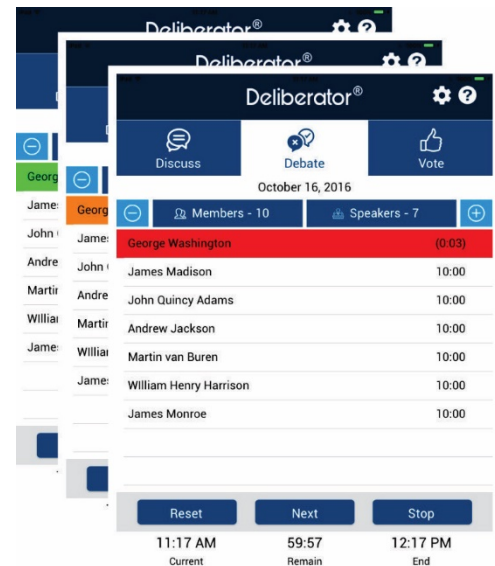 Deliberator®
Deliberator®
Deliberator®
Discuss Debate Vote
October 16, 2016
Members - 10 Speakers - 7
George Washington (0:03)
James Madison 10:00
John Quincy Adams 10:00
Andrew Jackson 10:00
Martin van Buren 10:00
WIlliam Henry Harrison 10:00
James Monroe 10:00
Reset Next Stop
11:17 AM 59:57 12:17 PM
Current Remain End